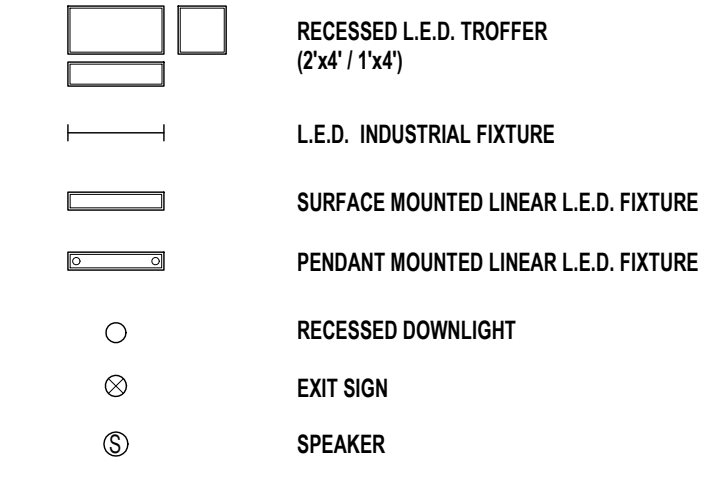 RECESSED L.E.D. TROFFER
(2'x4' / 1'x4')
L.E.D. INDUSTRIAL FIXTURE
SURFACE MOUNTED LINEAR L.E.D. FIXTURE
PENDANT MOUNTED LINEAR L.E.D. FIXTURE
RECESSED DOWNLIGHT
EXIT SIGN
S SPEAKER